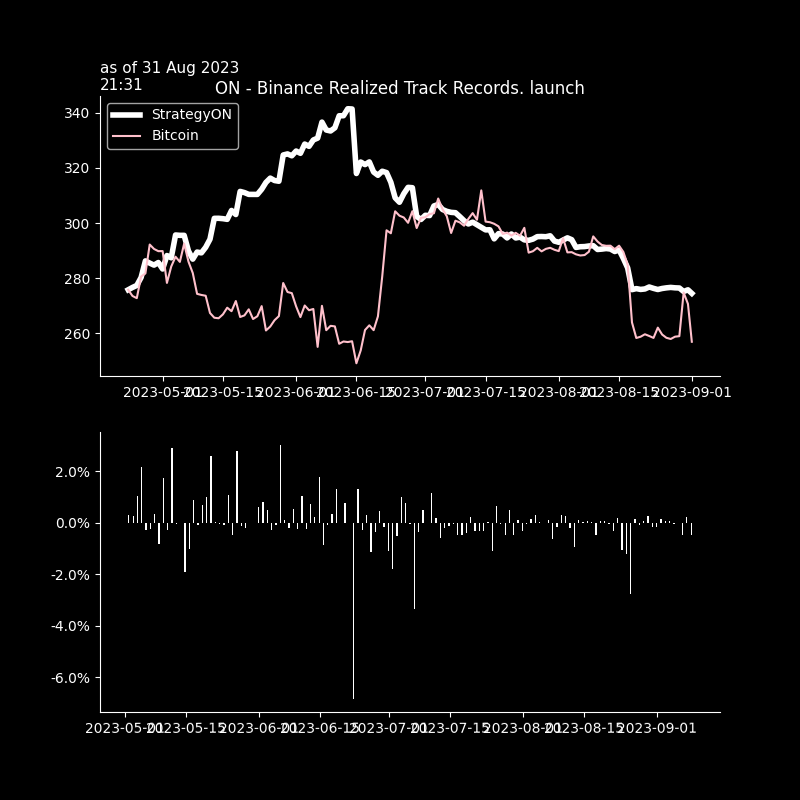 as of 31 Aug 2023
21:31
ON - Binance Realized Track Records. launch
StrategyON
Bitcoin
340
320
300
280
260
2023-05-01 2023-05-15 2023-06-01 2023-06-15 2023-07-01 2023-07-15 2023-08-01 2023-08-15 2023-09-01
2.0%
0.0%
-2.0%
-4.0%
-6.0%
2023-05-01 2023-05-15 2023-06-01 2023-06-15 2023-07-01 2023-07-15 2023-08-01 2023-08-15 2023-09-01